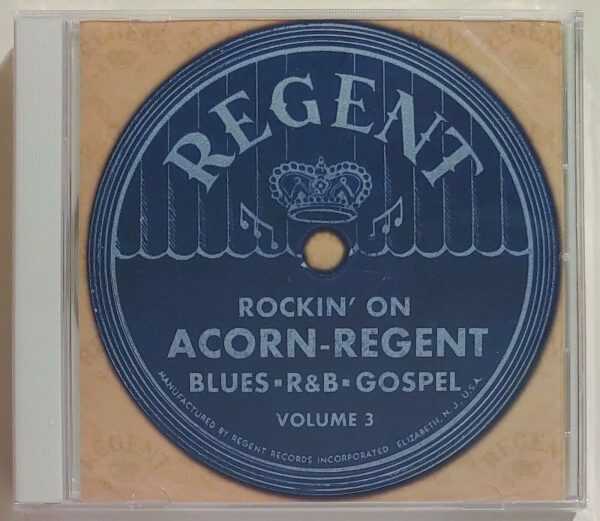 REGENT
ROCKIN' ON
ACORN-REGENT
BLUES▪R&B▪GOSPEL
VOLUME 3
MANUFACTURED BY REGENT RECORDS INCORPORATED. ELIZABETH, N. J., U.S.A.